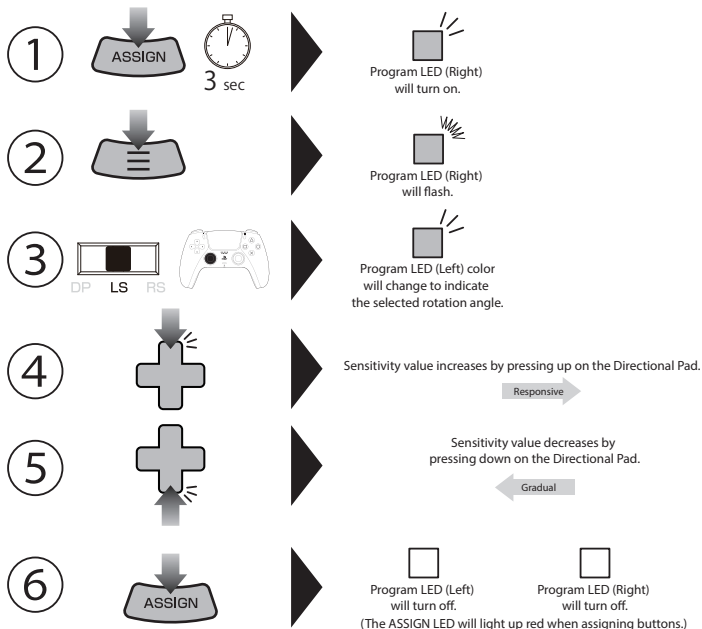 1
ASSIGN
3 sec
Program LED (Right)
will turn on.
2
Program LED (Right)
will flash.
3
DP LS RS
Program LED (Left) color
will change to indicate
the selected rotation angle.
4
Sensitivity value increases by pressing up on the Directional Pad.
Responsive
5
Sensitivity value decreases by
pressing down on the Directional Pad.
Gradual
6
ASSIGN
Program LED (Left)
will turn off.
Program LED (Right)
will turn off.
(The ASSIGN LED will light up red when assigning buttons.)